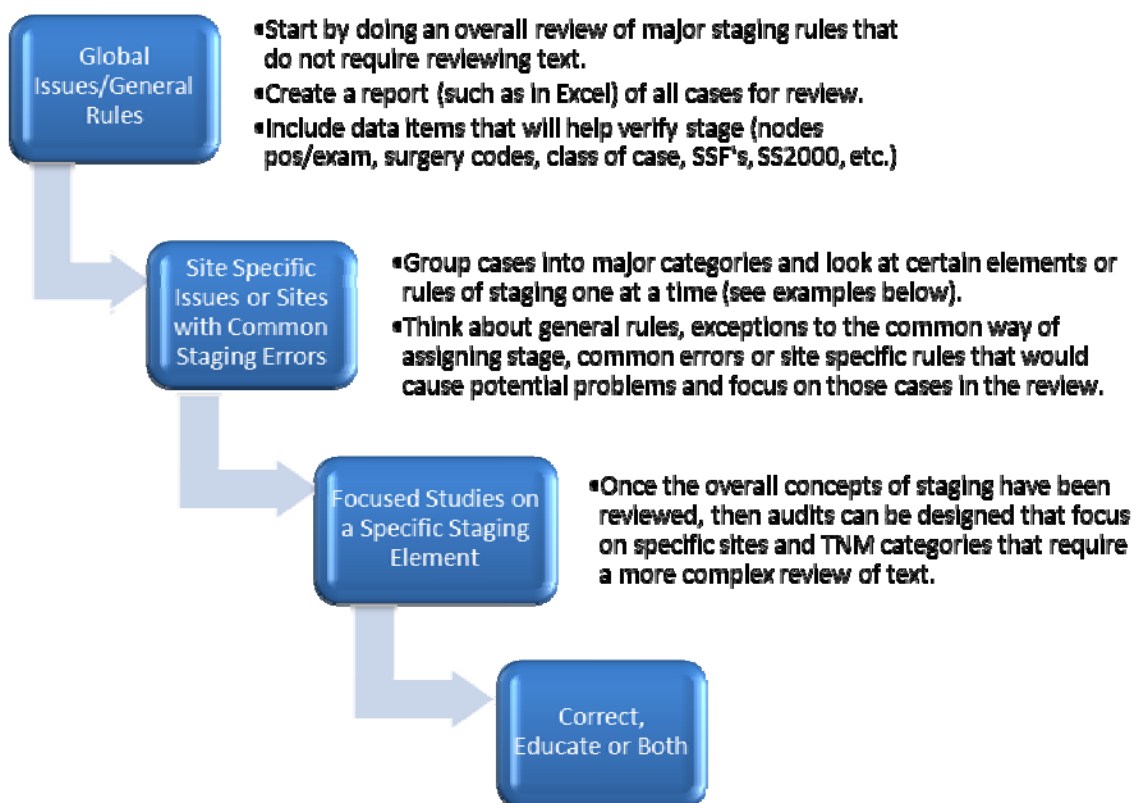 Global
Issues/General
Rules
▪Start by doing an overall review of major staging rules that
do not require reviewing text.
▪Create a report (such as in Excel) of all cases for review.
▪Include data items that will help verify stage (nodes
pos/exam, surgery codes, class of case, SSF's, SS2000, etc.)
Site Specific
Issues or Sites
with Common
Staging Errors
▪Group cases into major categories and look at certain elements or
rules of staging one at a time (see examples below).
▪Think about general rules, exceptions to the common way of
assigning stage, common errors or site specific rules that would
cause potential problems and focus on those cases in the review.
Focused Studies on
a Specific Staging
Element
▪Once the overall concepts of staging have been
reviewed, then audits can be designed that focus
on specific sites and TNM categories that require
a more complex review of text.
Correct,
Educate or Both